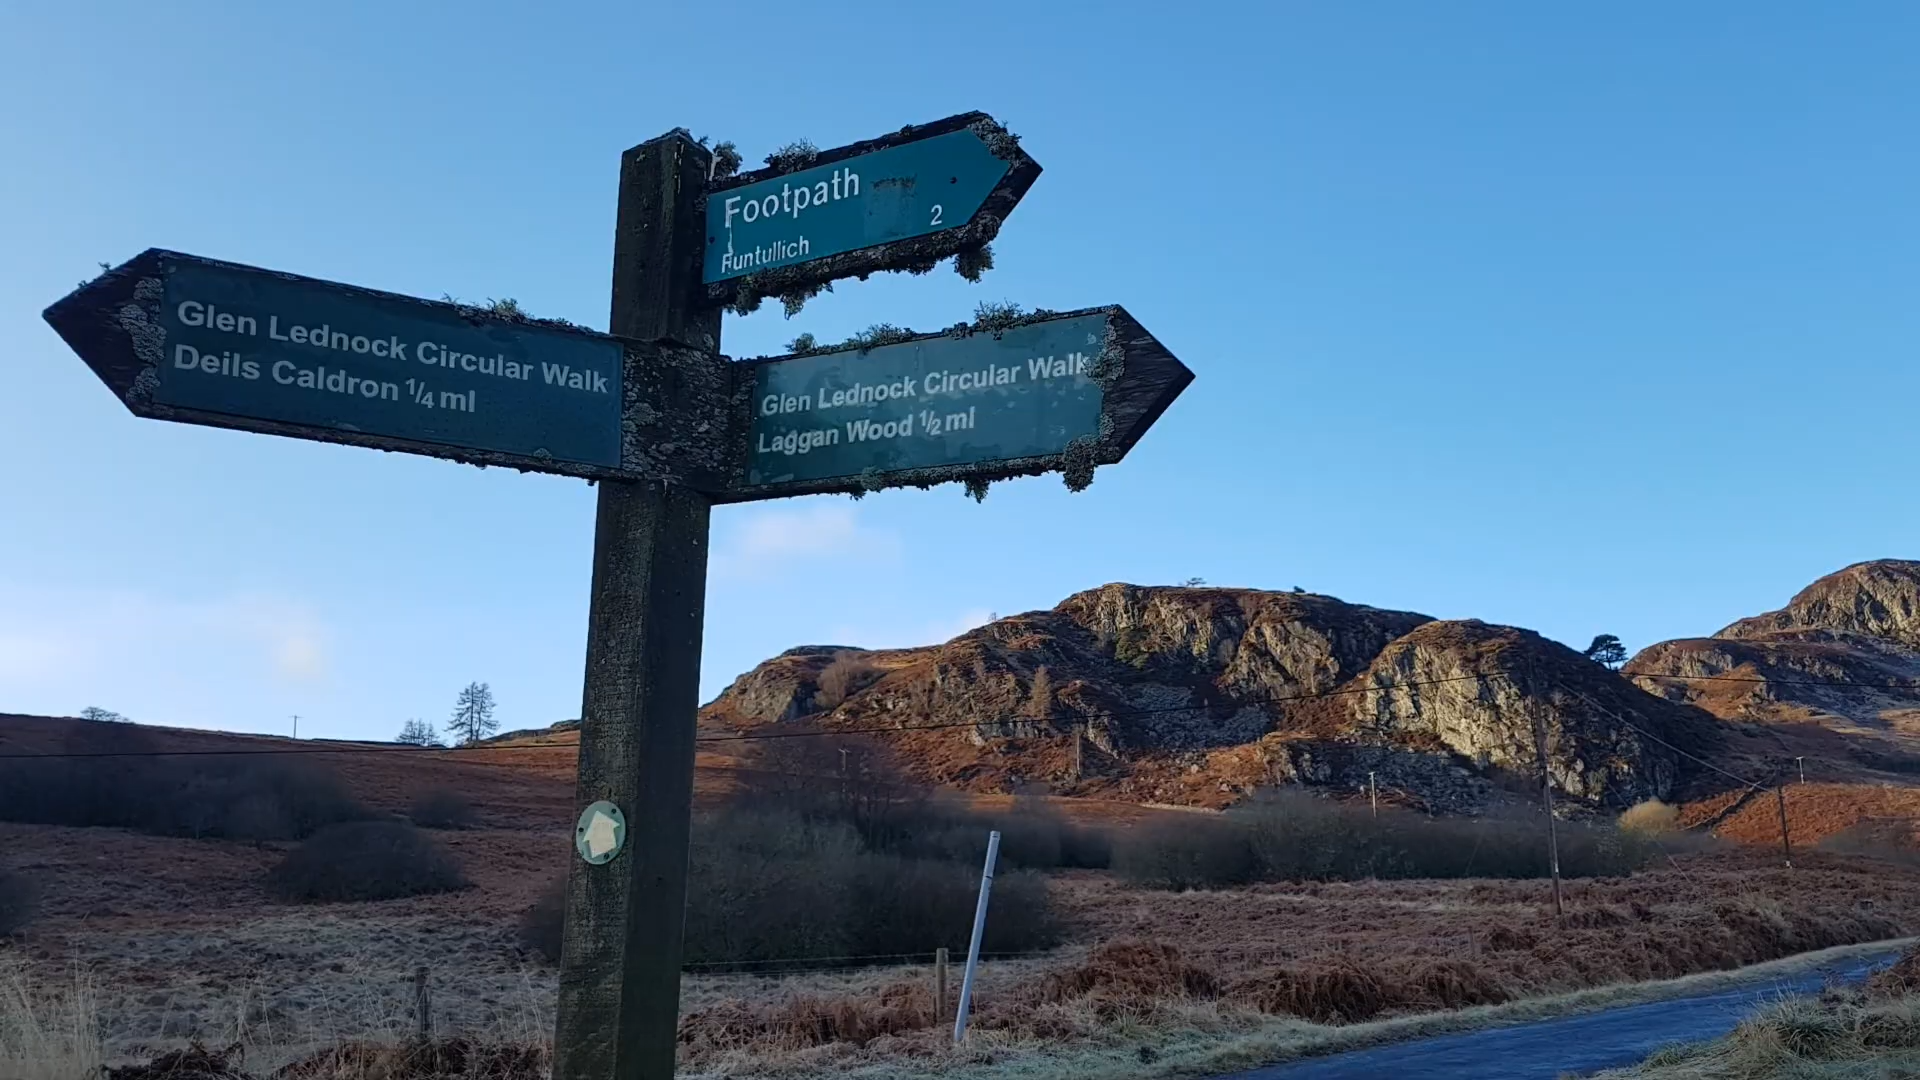 Footpath
2
Funtullich
Glen Lednock Circular Walk
Deils Caldron 1/4 ml
Glen Lednock Circular Walk
Laggan Wood 1/2 ml